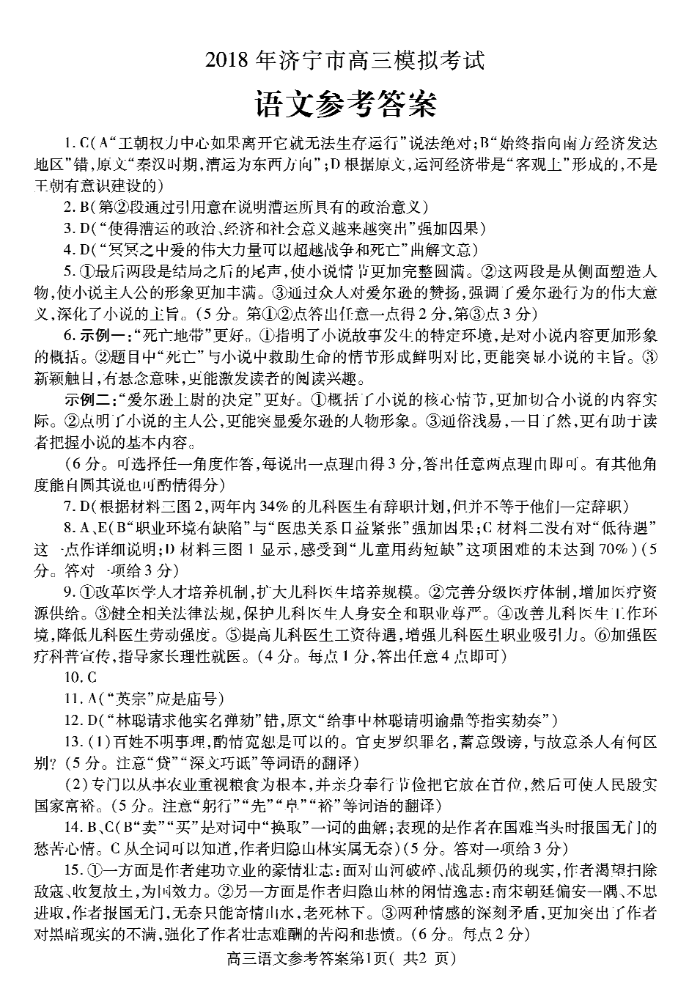 2018 年济宁市高三模拟考试
语文参考答案
1. C(A“王朝权力中心如果离开它就无法生存运行”说法绝对;B“始终指向南方经济发达
地区”错,原文“秦汉时期,漕运为东西方向”;D 根据原文,运河经济带是“客观上”形成的,不是
王朝有意识建设的)
2. B(第②段通过引用意在说明漕运所具有的政治意义)
3. D(“使得漕运的政治、经济和社会意义越来越突出”强加因果)
4. D(“冥冥之中爱的伟大力量可以超越战争和死亡”曲解文意)
5. ①最后两段是结局之后的尾声,使小说情节更加完整圆满。②这两段是从侧面塑造人
物,使小说主人公的形象更加丰满。③通过众人对爱尔逊的赞扬,强调了爱尔逊行为的伟大意
义,深化了小说的主旨。(5 分。第①②点答出任意一点得 2 分,第③点 3 分)
6. 示例一:“死亡地带”更好。①指明了小说故事发生的特定环境,是对小说内容更加形象
的概括。②题目中“死亡”与小说中救助生命的情节形成鲜明对比,更能突显小说的主旨。③
新颖触目,有悬念意味,更能激发读者的阅读兴趣。
示例二:“爱尔逊上尉的决定”更好。①概括了小说的核心情节,更加切合小说的内容实
际。②点明了小说的主人公,更能突显爱尔逊的人物形象。③通俗浅易,一目了然,更有助于读
者把握小说的基本内容。
(6 分。可选择任一角度作答,每说出一点理由得 3 分,答出任意两点理由即可。有其他角
度能自圆其说也可酌情得分)
7. D(根据材料三图 2,两年内 34%的儿科医生有辞职计划,但并不等于他们一定辞职)
8. A、E(B“职业环境有缺陷”与“医患关系日益紧张”强加因果;C 材料二没有对“低待遇”
这一点作详细说明;D 材料三图 1 显示,感受到“儿童用药短缺”这项困难的未达到 70%)(5
分。答对一项给 3 分)
9. ①改革医学人才培养机制,扩大儿科医生培养规模。②完善分级医疗体制,增加医疗资
源供给。③健全相关法律法规,保护儿科医生人身安全和职业尊严。④改善儿科医生工作环
境,降低儿科医生劳动强度。⑤提高儿科医生工资待遇,增强儿科医生职业吸引力。⑥加强医
疗科普宣传,指导家长理性就医。(4 分。每点 1 分,答出任意 4 点即可)
10. C
11. A(“英宗”应是庙号)
12. D(“林聪请求他实名弹劾”错,原文“给事中林聪请明谕鼎等指实劾奏”)
13. (1)百姓不明事理,酌情宽恕是可以的。官吏罗织罪名,蓄意毁谤,与故意杀人有何区
别? (5 分。注意“贷”“深文巧诋”等词语的翻译)
(2)专门以从事农业重视粮食为根本,并亲身奉行节俭把它放在首位,然后可使人民殷实
国家富裕。(5 分。注意“躬行”“先”“阜”“裕”等词语的翻译)
14. B、C(B“卖”“买”是对词中“换取”一词的曲解;表现的是作者在国难当头时报国无门的
愁苦心情。C 从全词可以知道,作者归隐山林实属无奈)(5 分。答对一项给 3 分)
15. ①一方面是作者建功立业的豪情壮志:面对山河破碎、战乱频仍的现实,作者渴望扫除
敌寇、收复故土,为国效力。②另一方面是作者归隐山林的闲情逸志:南宋朝廷偏安一隅、不思
进取,作者报国无门,无奈只能寄情山水,老死林下。③两种情感的深刻矛盾,更加突出了作者
对黑暗现实的不满,强化了作者壮志难酬的苦闷和悲愤。(6 分。每点 2 分)
高三语文参考答案第1页( 共2 页)